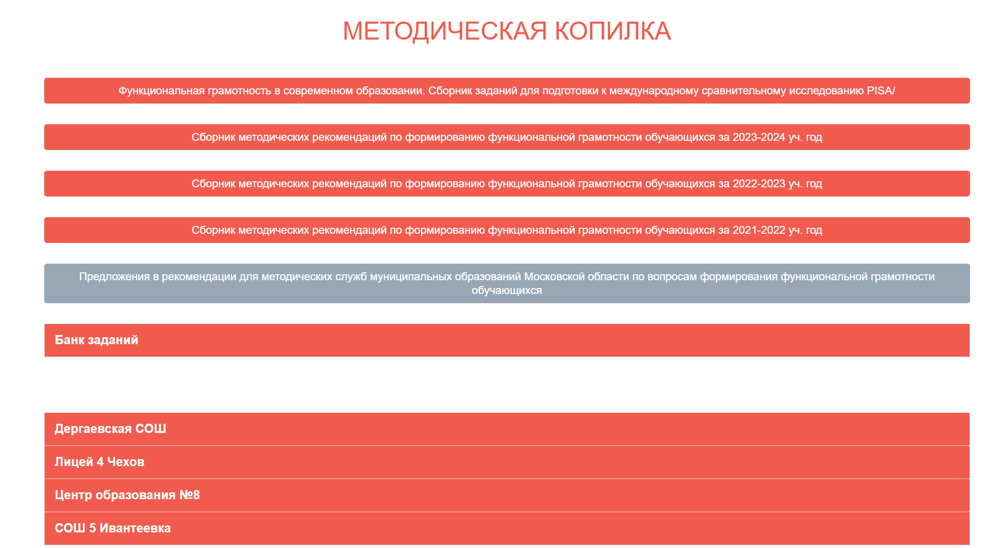 МЕТОДИЧЕСКАЯ КОПИЛКА
Функциональная грамотность в современном образовании. Сборник заданий для подготовки к международному сравнительному исследованию PISA/
Сборник методических рекомендаций по формированию функциональной грамотности обучающихся за 2023-2024 уч. год
Сборник методических рекомендаций по формированию функциональной грамотности обучающихся за 2022-2023 уч. год
Сборник методических рекомендаций по формированию функциональной грамотности обучающихся за 2021-2022 уч. год
Предложения в рекомендации для методических служб муниципальных образований Московской области по вопросам формирования функциональной грамотности
обучающихся
Банк заданий
Дергаевская СОШ
Лицей 4 Чехов
Центр образования №8
СОШ 5 Ивантеевка